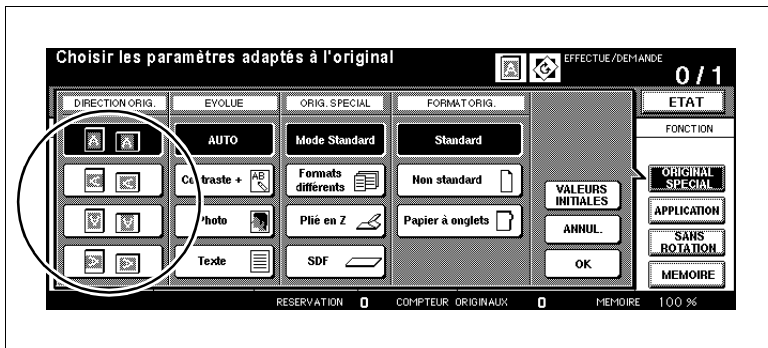 Choisir les paramètres adaptés à l'original
EFFECTUE/DEMANDE
0 / 1
DIRECTION ORIG.
EVOLUE
ORIG. SPECIAL
FORMAT ORIG.
ETAT
FONCTION
A A
AUTO
Mode Standard
Standard
A A
Contraste +
AB
Formats
différents
Non standard
VALEURS
INITIALES
ORIGINAL
SPECIAL
A A
Photo
Plié en Z
Papier à onglets
ANNUL.
APPLICATION
SANS
ROTATION
A A
Texte
SDF
OK
MEMOIRE
RESERVATION 0 COMPTEUR ORIGINAUX 0 MEMOIRE 100 %